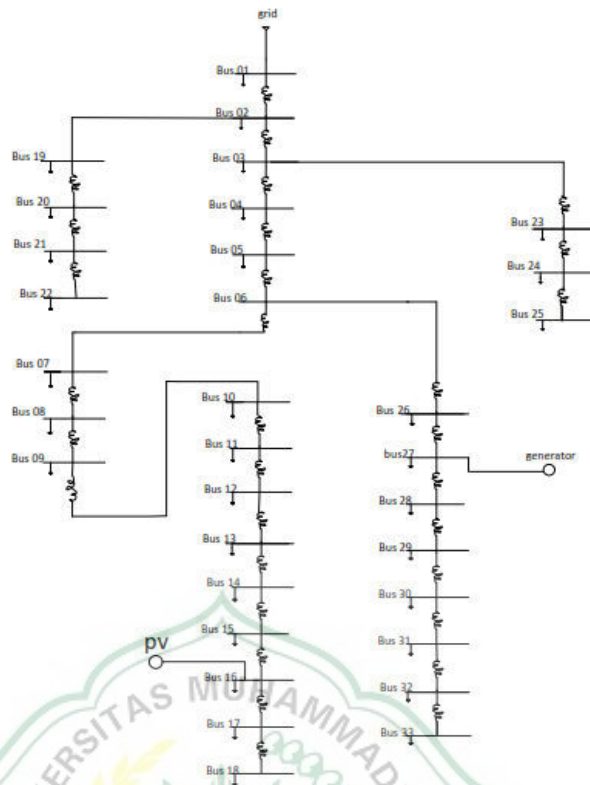 grid
Bus 01
Bus 02
Bus 19
Bus 03
Bus 20
Bus 04
Bus 23
Bus 21
Bus 05
Bus 24
Bus 22
Bus 06
Bus 25
Bus 07
Bus 10
Bus 26
Bus 08
Bus 11
bus27
generator
Bus 09
Bus 12
Bus 28
Bus 13
Bus 29
Bus 14
Bus 30
Bus 15
Bus 31
pv
Bus 16
Bus 32
Bus 17
Bus 33
Bus 18
ERSITAS MUHAMMAD